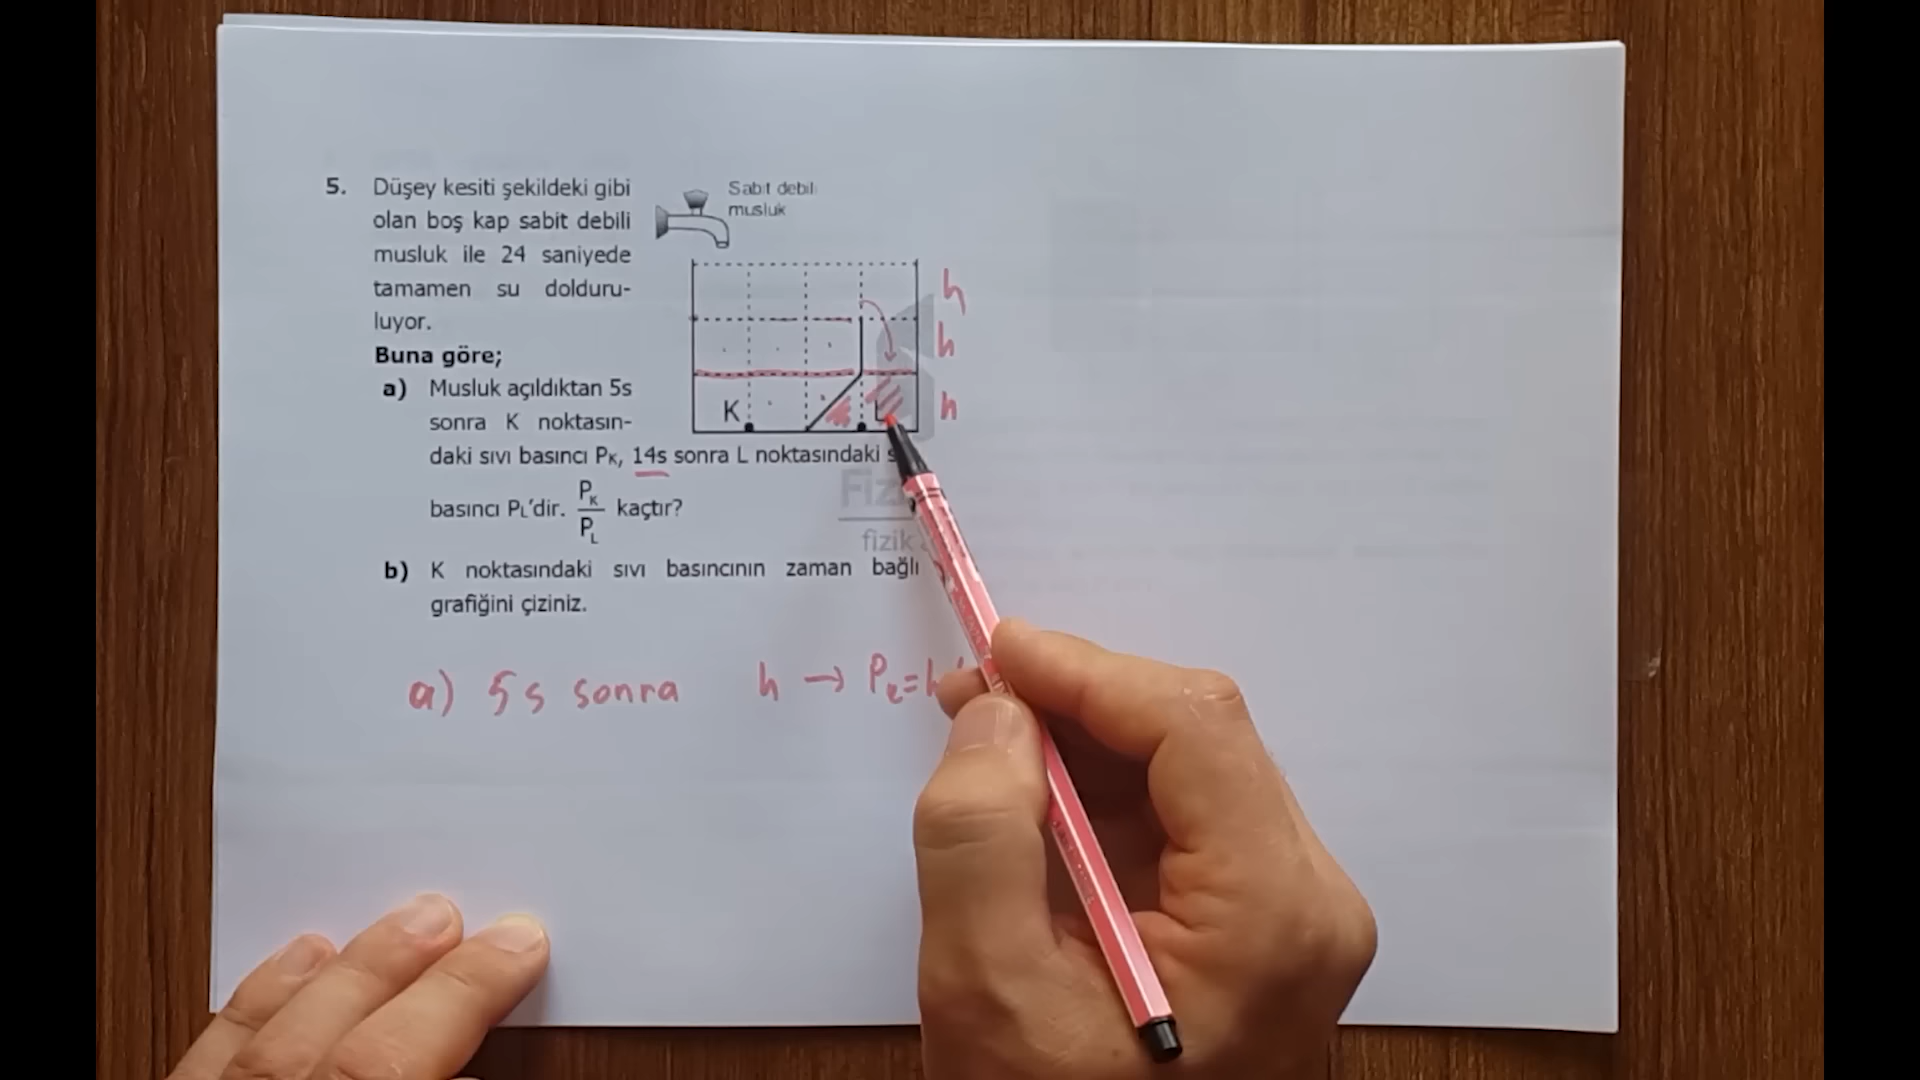 5. Düşey kesiti şekildeki gibi
olan boş kap sabit debili
musluk ile 24 saniyede
tamamen su dolduru-
luyor.
Buna göre;
a) Musluk açıldıktan 5s
sonra K noktasın-
daki sıvı basıncı PK, 14s sonra L noktasındaki s
basıncı PL'dir. PK/PL kaçtır?
b) K noktasındaki sıvı basıncının zaman bağlı
grafiğini çiziniz.
Sabit debili
musluk
h
h
h
K
L
Fizi
fizik
a) 5s sonra h → PK=h